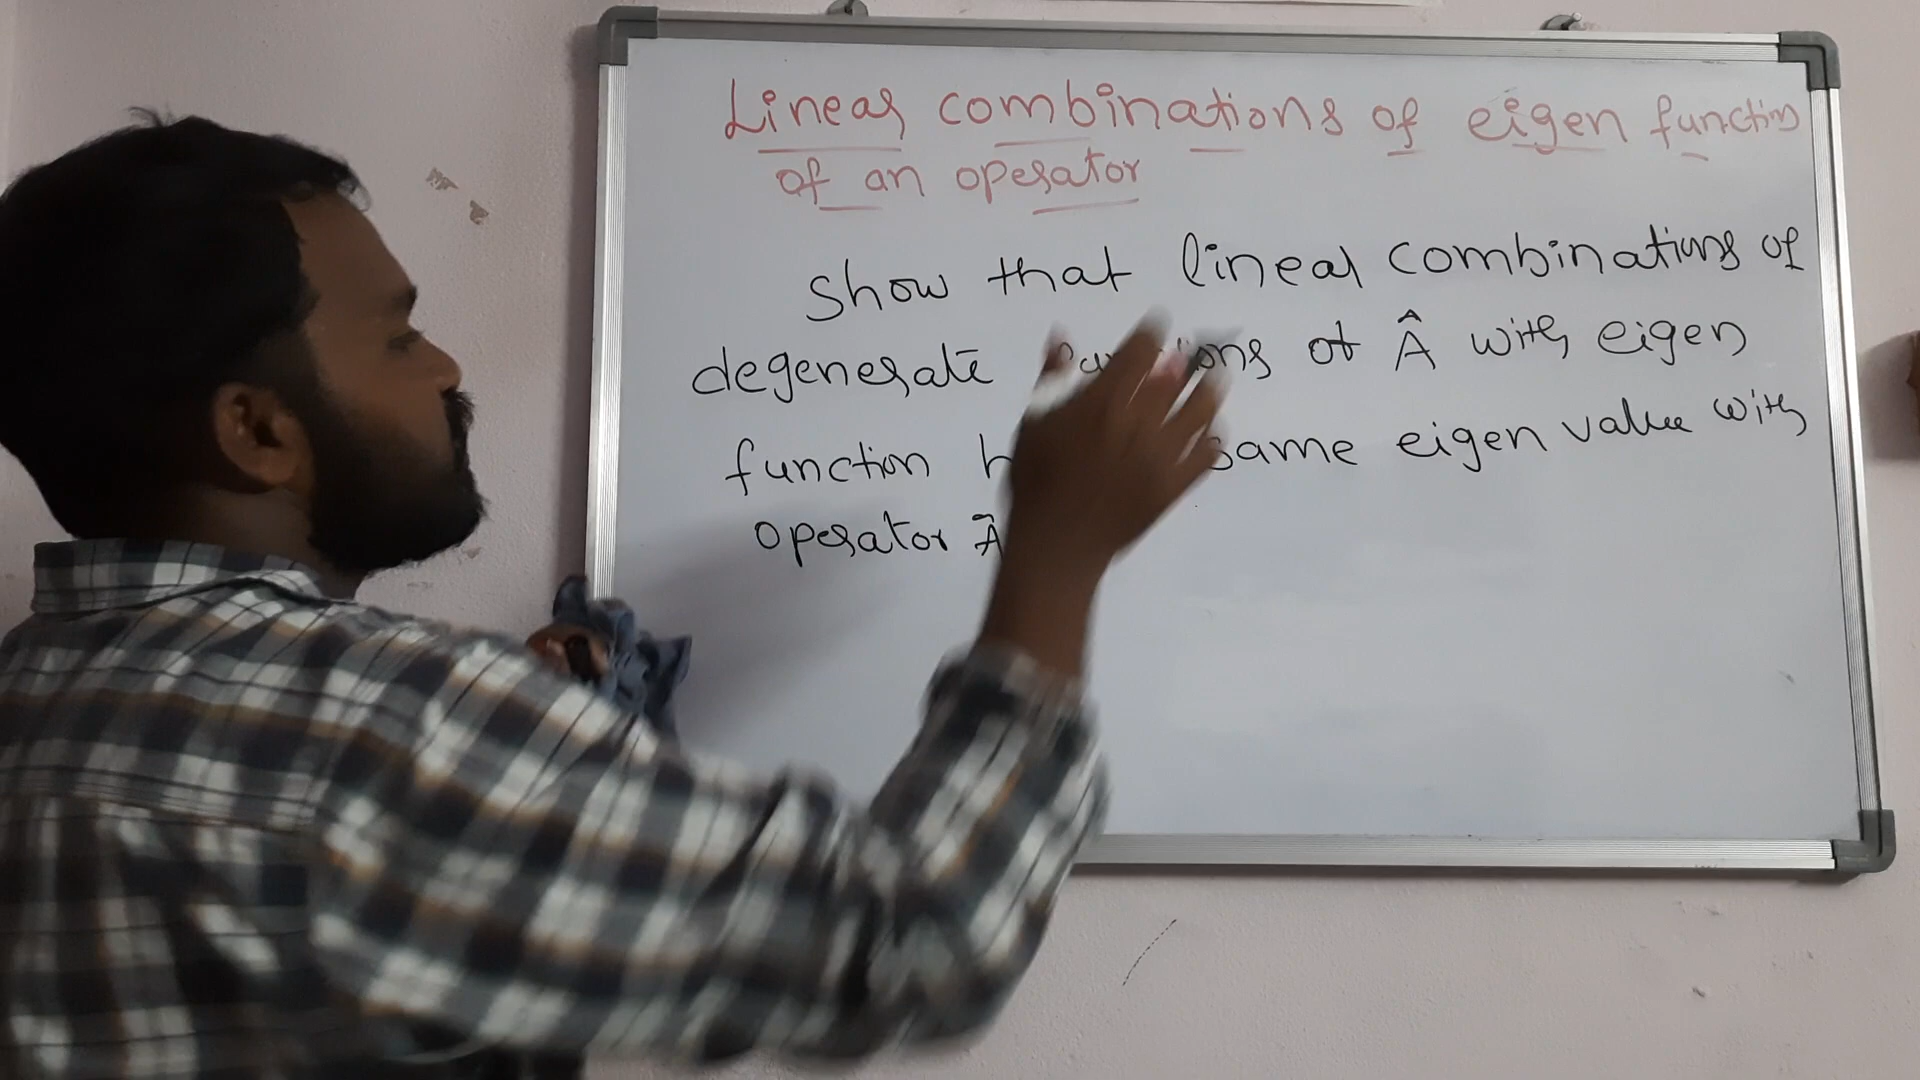 Linear combinations of eigen functins
of an operator
Show that linear combinations of
degenerate of Â with eigen
function same eigen value with
operator Â